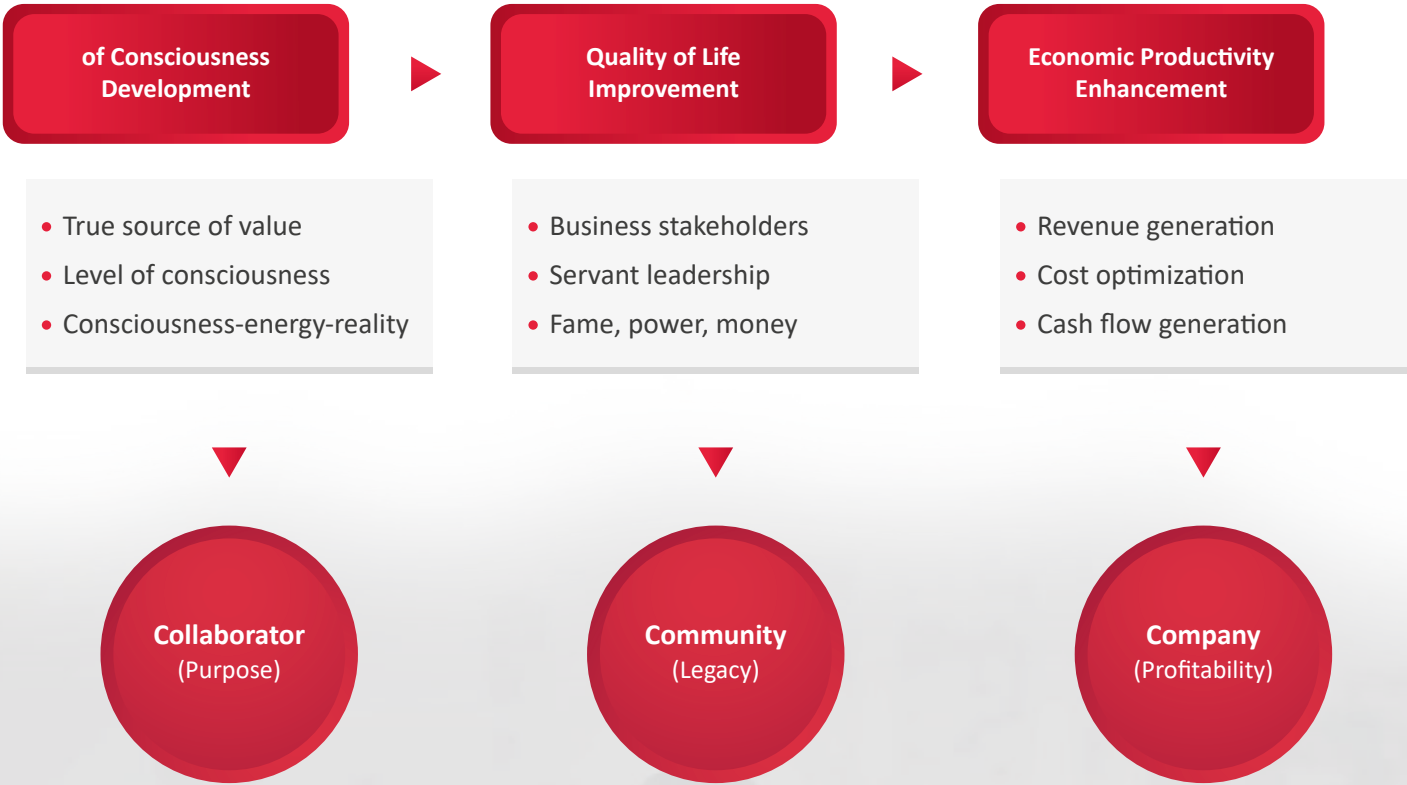 of Consciousness
Development
Quality of Life
Improvement
Economic Productivity
Enhancement
• True source of value
• Level of consciousness
• Consciousness-energy-reality
• Business stakeholders
• Servant leadership
• Fame, power, money
• Revenue generation
• Cost optimization
• Cash flow generation
Collaborator
(Purpose)
Community
(Legacy)
Company
(Profitability)